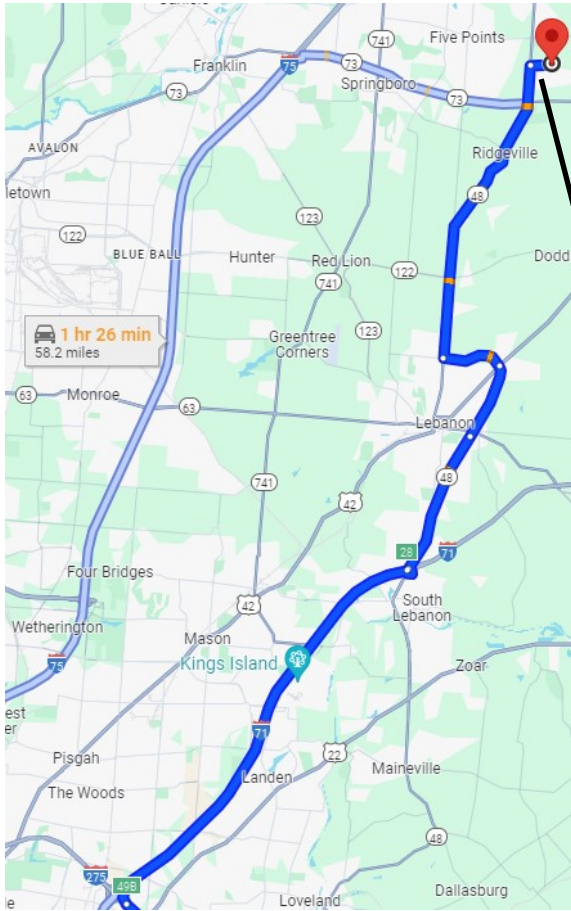 741
Five Points
75
Franklin
73
Springboro
73
73
AVALON
Ridgeville
48
letown
123
122
BLUE BALL
Hunter
Red Lion
122
Dodd
741
1 hr 26 min
58.2 miles
Greentree
Corners
123
63
Monroe
63
Lebanon
741
48
42
28
71
Four Bridges
42
South
Lebanon
Wetherington
Mason
Kings Island
Zoar
75
est
er
71
22
Pisgah
Landen
Maineville
The Woods
48
275
49B
le
Loveland
Dallasburg